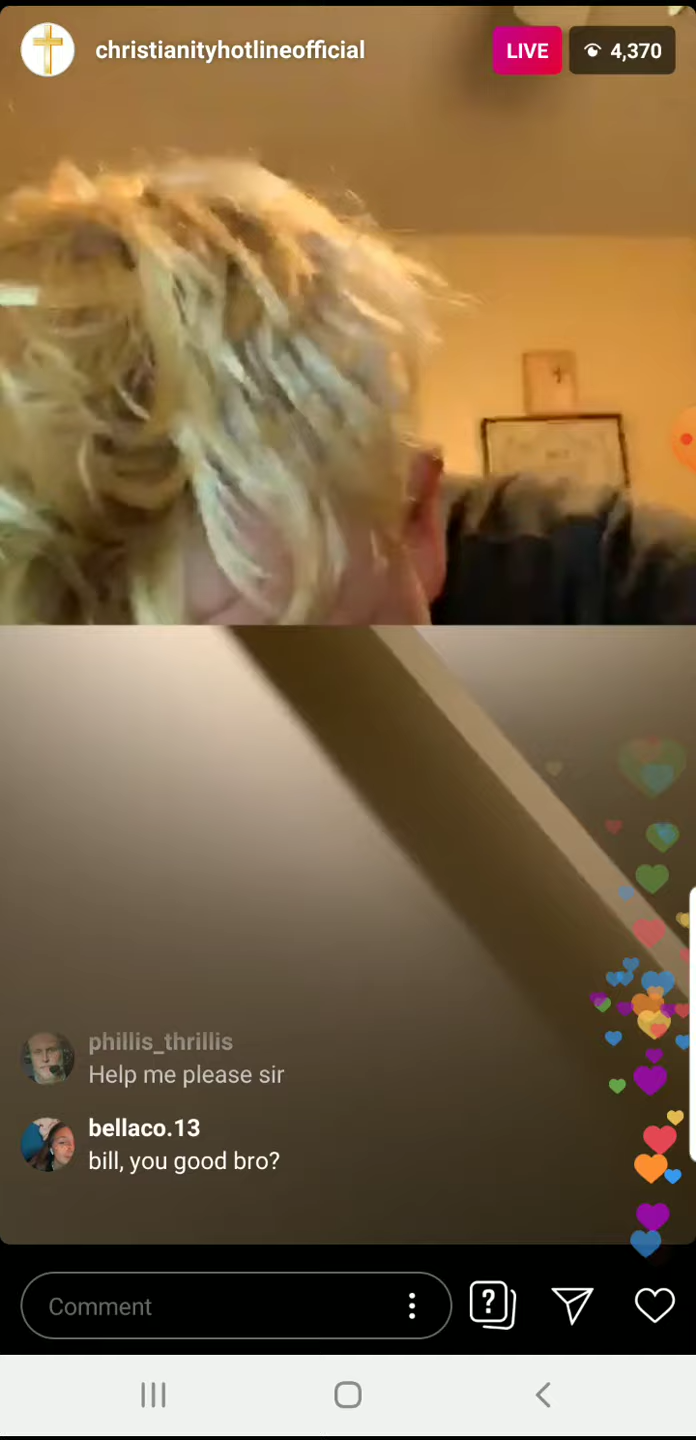 christianityhotlineofficial
LIVE
4,370
phillis_thrillis
Help me please sir
bellaco.13
bill, you good bro?
Comment
?